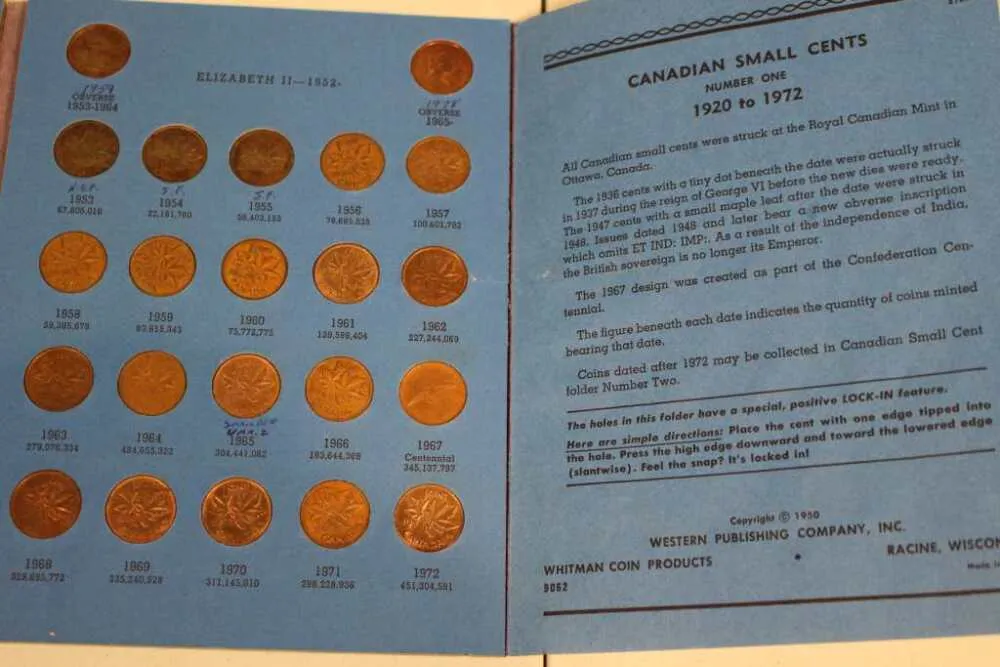 ELIZABETH II—1952-
1959
OBVERSE
1953-1964
OBVERSE
1965-
N.S.F.
1953
67,805,016
S.F.
1954
22,181,760
S.F.
1955
56,403,193
1956
78,685,535
1957
100,601,792
1958
59,385,679
1959
83,615,343
1960
75,772,775
1961
139,598,404
1962
227,244,069
1963
279,076,334
1964
484,655,322
1965
304,441,082
1966
183,644,388
1967
Centennial
345,137,797
1968
329,695,772
1969
335,240,929
1970
311,145,010
1971
298,228,936
1972
451,304,591
CANADIAN SMALL CENTS
NUMBER ONE
1920 to 1972
All Canadian small cents were struck at the Royal Canadian Mint in
Ottawa, Canada.
The 1936 cents with a tiny dot beneath the date were actually struck
in 1937 during the reign of George VI before the new dies were ready.
The 1947 cents with a small maple leaf after the date were struck in
1948. Issues dated 1948 and later bear a new obverse inscription
which omits ET IND: IMP:. As a result of the independence of India,
the British sovereign is no longer its Emperor.
The 1967 design was created as part of the Confederation Cen-
tennial.
The figure beneath each date indicates the quantity of coins minted
bearing that date.
Coins dated after 1972 may be collected in Canadian Small Cent
folder Number Two.
The holes in this folder have a special, positive LOCK-IN feature.
Here are simple directions: Place the cent with one edge tipped into
the hole. Press the high edge downward and toward the lowered edge
(slantwise). Feel the snap? It's locked in!
Copyright © 1950
WESTERN PUBLISHING COMPANY, INC.
WHITMAN COIN PRODUCTS • RACINE, WISCON
9062
Made in